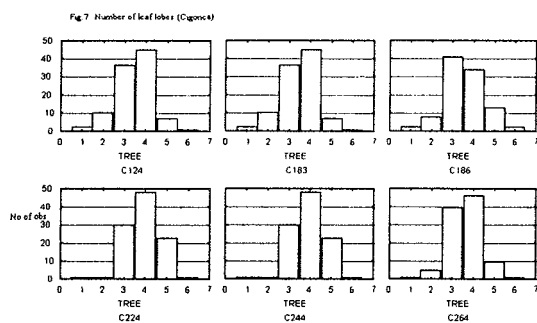 Fig.7 Number of leaf lobes (Cigonca)
50 40 30 20 10 0
0 1 2 3 4 5 6 7 0 1 2 3 4 5 6 7 0 1 2 3 4 5 6 7
TREE TREE TREE
C124 C183 C186
No of obs
50 40 30 20 10 0
0 1 2 3 4 5 6 7 0 1 2 3 4 5 6 7 0 1 2 3 4 5 6 7
TREE TREE TREE
C224 C244 C264